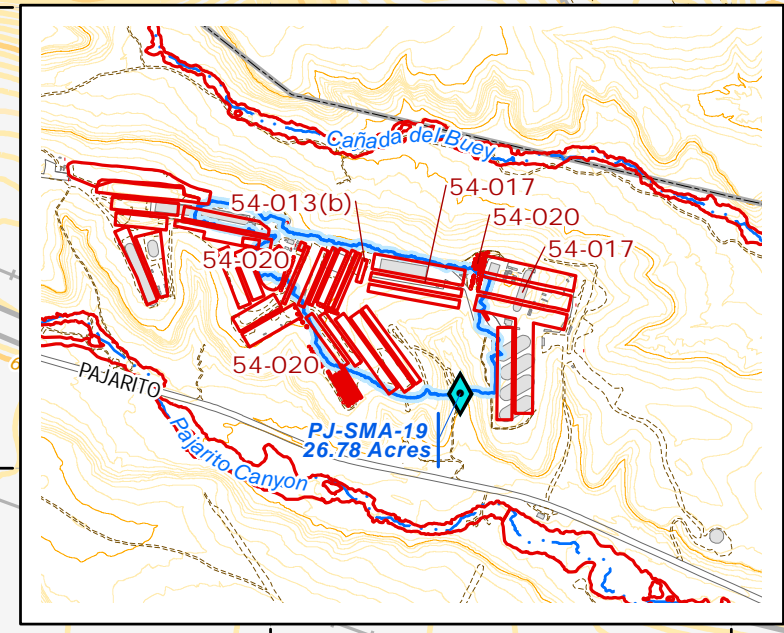 Cañada del Buey
54-017
54-013(b)
54-020
54-017
54-020
54-020
PAJARITO
PJ-SMA-19
26.78 Acres
Pajarito Canyon